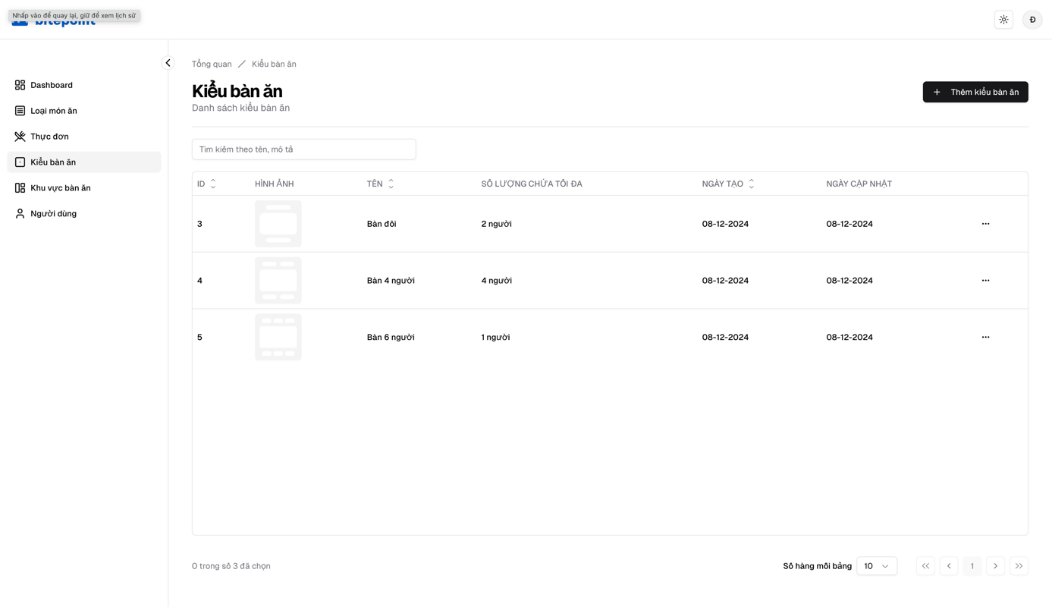 Nhấp vào để quay lại, giữ để xem lịch sử
bitepoint
Đ
Tổng quan
Kiểu bàn ăn
Kiểu bàn ăn
Danh sách kiểu bàn ăn
Thêm kiểu bàn ăn
Dashboard
Loại món ăn
Thực đơn
Kiểu bàn ăn
Khu vực bàn ăn
Người dùng
Tìm kiếm theo tên, mô tả
ID HÌNH ẢNH TÊN SỐ LƯỢNG CHỨA TỐI ĐA NGÀY TẠO NGÀY CẬP NHẬT
3 Bàn đôi 2 người 08-12-2024 08-12-2024
4 Bàn 4 người 4 người 08-12-2024 08-12-2024
5 Bàn 6 người 1 người 08-12-2024 08-12-2024
0 trong số 3 đã chọn
Số hàng mỗi bảng 10 1